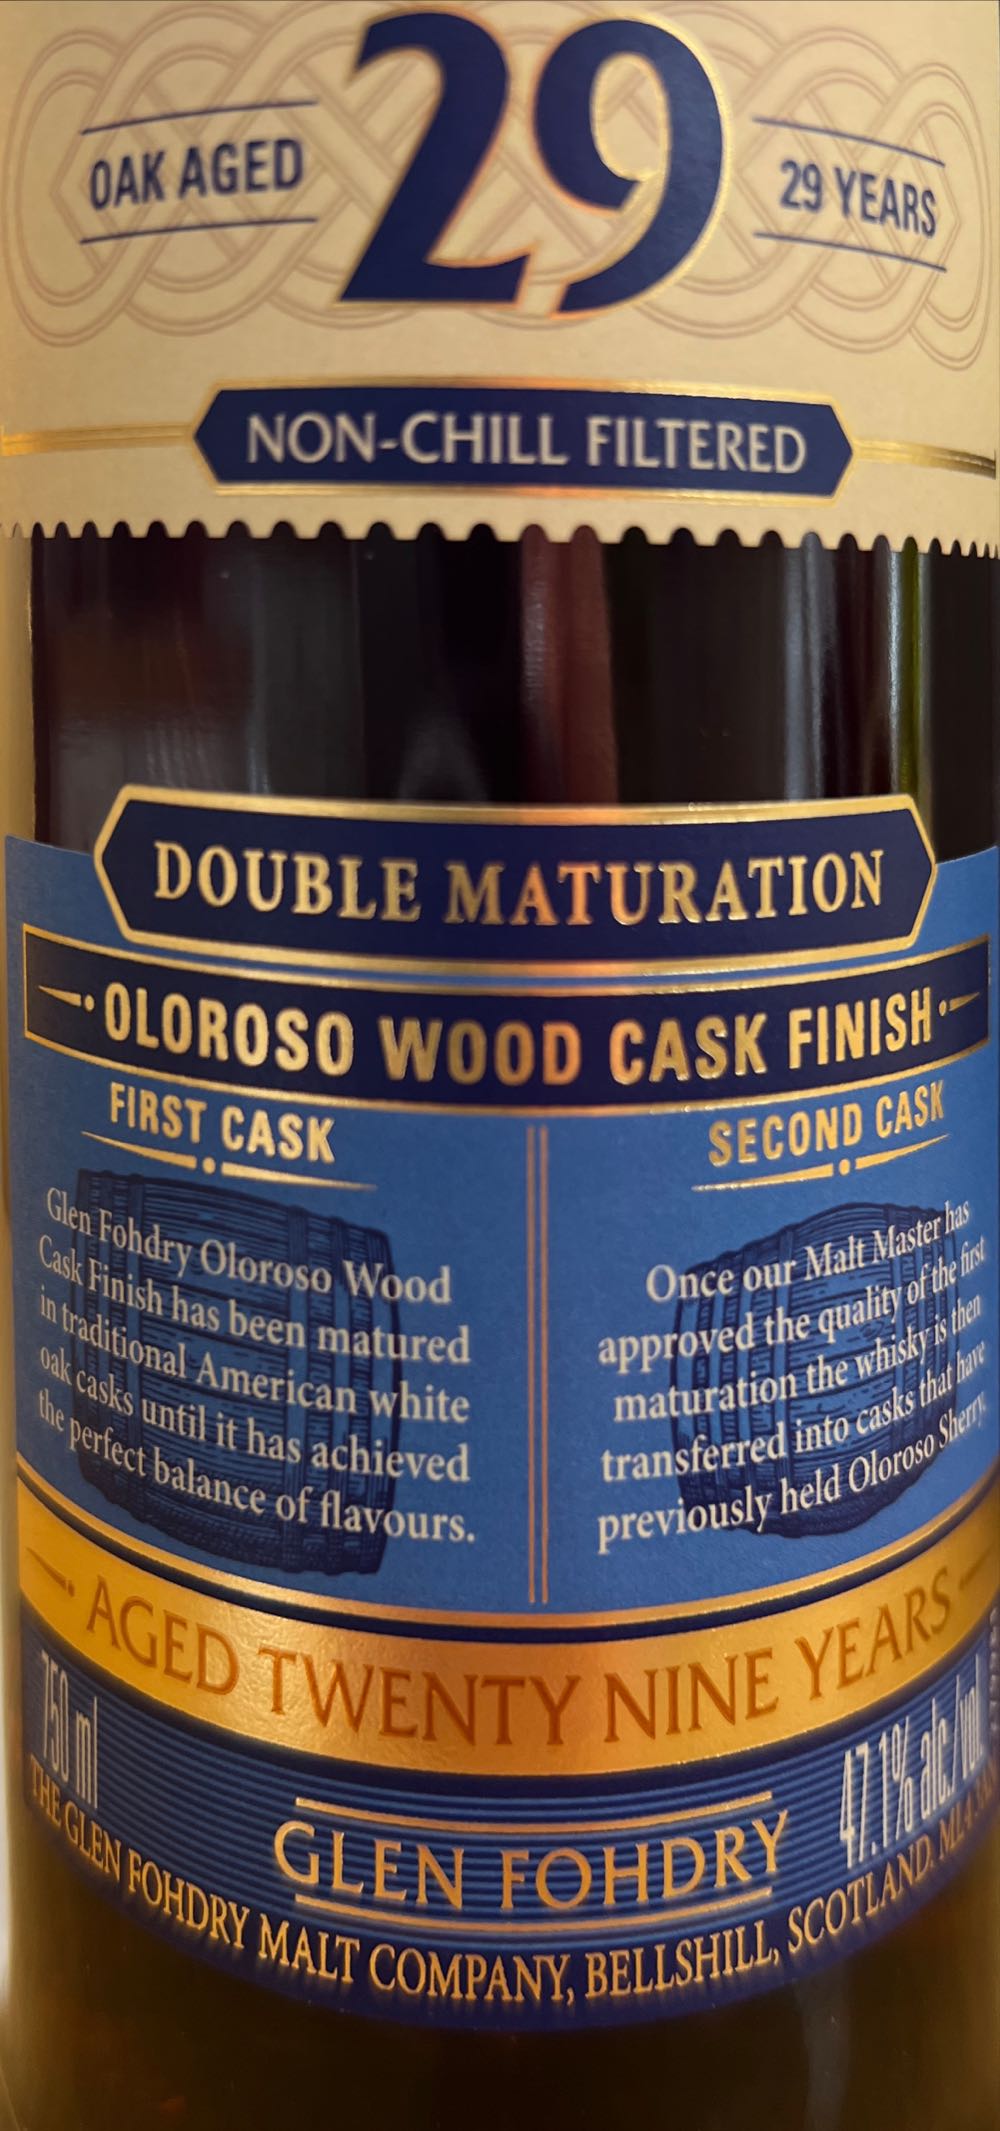 OAK AGED
29
29 YEARS
NON-CHILL FILTERED
DOUBLE MATURATION
OLOROSO WOOD CASK FINISH
FIRST CASK
Glen Fohdry Oloroso Wood
Cask Finish has been matured
in traditional American white
oak casks until it has achieved
the perfect balance of flavours.
SECOND CASK
Once our Malt Master has
approved the quality of the first
maturation the whisky is then
transferred into casks that have
previously held Oloroso Sherry.
AGED TWENTY NINE YEARS
750 ml
GLEN FOHDRY
47.1% alc./vol
THE GLEN FOHDRY MALT COMPANY, BELLSHILL, SCOTLAND, ML4